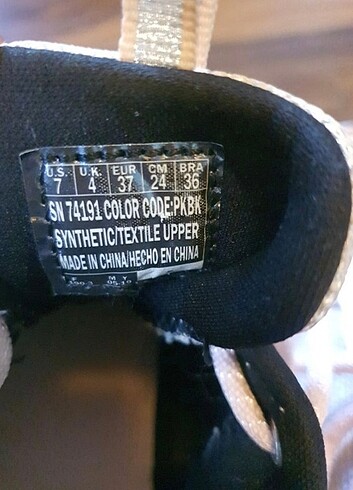 U.S. U.K. EUR CM BRA
7 4 37 24 36
SN 74191 COLOR CODE:PKBK
SYNTHETIC/TEXTILE UPPER
MADE IN CHINA/HECHO EN CHINA
F M Y